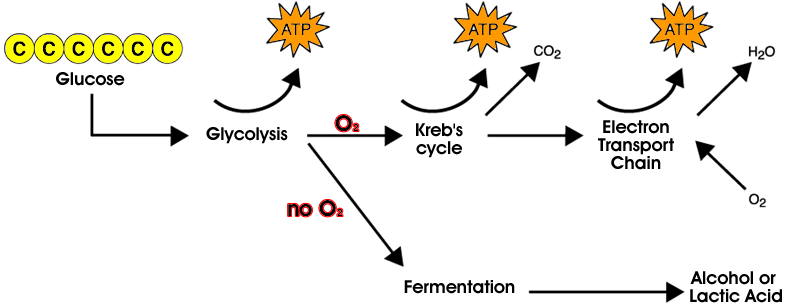 ATP
ATP
ATP
C C C C C C
Glucose
CO₂
H₂O
Glycolysis
O₂
Kreb's
cycle
Electron
Transport
Chain
no O₂
O₂
Fermentation
Alcohol or
Lactic Acid